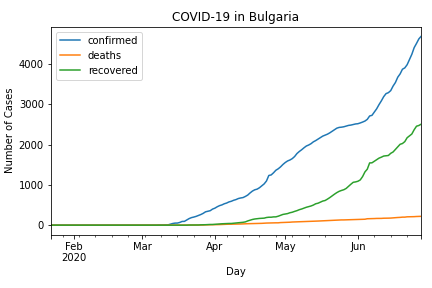 COVID-19 in Bulgaria
confirmed
deaths
recovered
Number of Cases
4000
3000
2000
1000
0
Feb
2020
Mar
Apr
May
Jun
Day